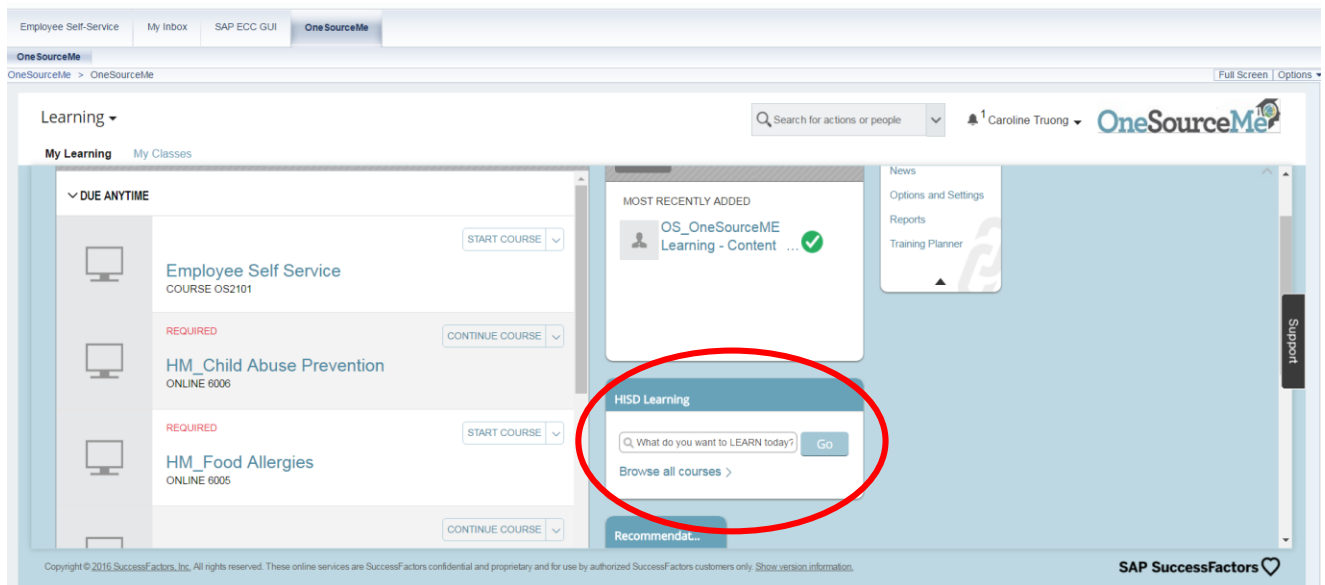 Employee Self-Service My Inbox SAP ECC GUI OneSourceMe
OneSourceMe
OneSourceMe > OneSourceMe Full Screen | Options
Learning
Search for actions or people
1 Caroline Truong
OneSourceMe
My Learning My Classes
DUE ANYTIME
START COURSE
Employee Self Service
COURSE OS2101
REQUIRED
CONTINUE COURSE
HM_Child Abuse Prevention
ONLINE 6006
REQUIRED
START COURSE
HM_Food Allergies
ONLINE 6005
CONTINUE COURSE
MOST RECENTLY ADDED
OS_OneSourceME
Learning - Content ...
HISD Learning
What do you want to LEARN today?
Go
Browse all courses >
Recommendat...
News
Options and Settings
Reports
Training Planner
Support
Copyright © 2016 SuccessFactors, Inc. All rights reserved. These online services are SuccessFactors confidential and proprietary and for use by authorized SuccessFactors customers only. Show version information.
SAP SuccessFactors